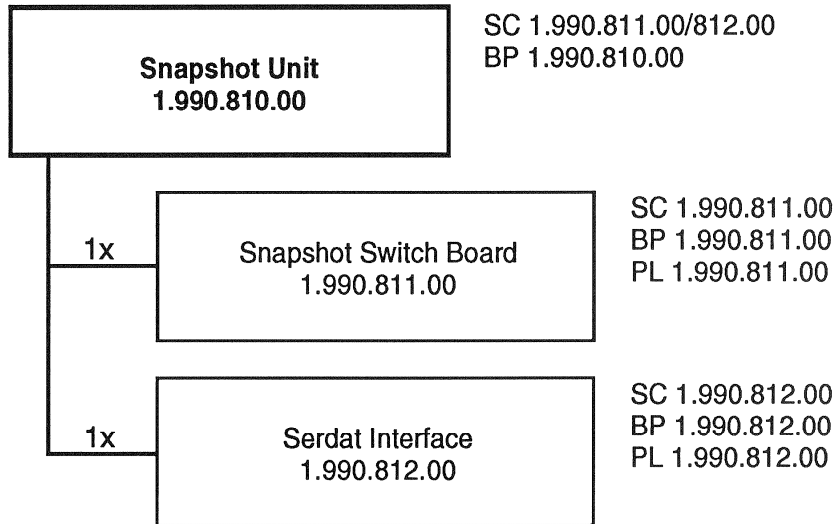 Snapshot Unit
1.990.810.00
SC 1.990.811.00/812.00
BP 1.990.810.00
1x
Snapshot Switch Board
1.990.811.00
SC 1.990.811.00
BP 1.990.811.00
PL 1.990.811.00
1x
Serdat Interface
1.990.812.00
SC 1.990.812.00
BP 1.990.812.00
PL 1.990.812.00